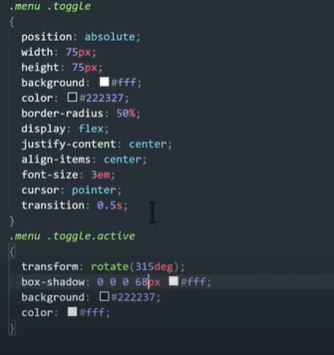 .menu .toggle
{
position: absolute;
width: 75px;
height: 75px;
background: #fff;
color: #222327;
border-radius: 50%;
display: flex;
justify-content: center;
align-items: center;
font-size: 3em;
cursor: pointer;
transition: 0.5s;
}
.menu .toggle.active
{
transform: rotate(315deg);
box-shadow: 0 0 0 68px #fff;
background: #222237;
color: #fff;
}